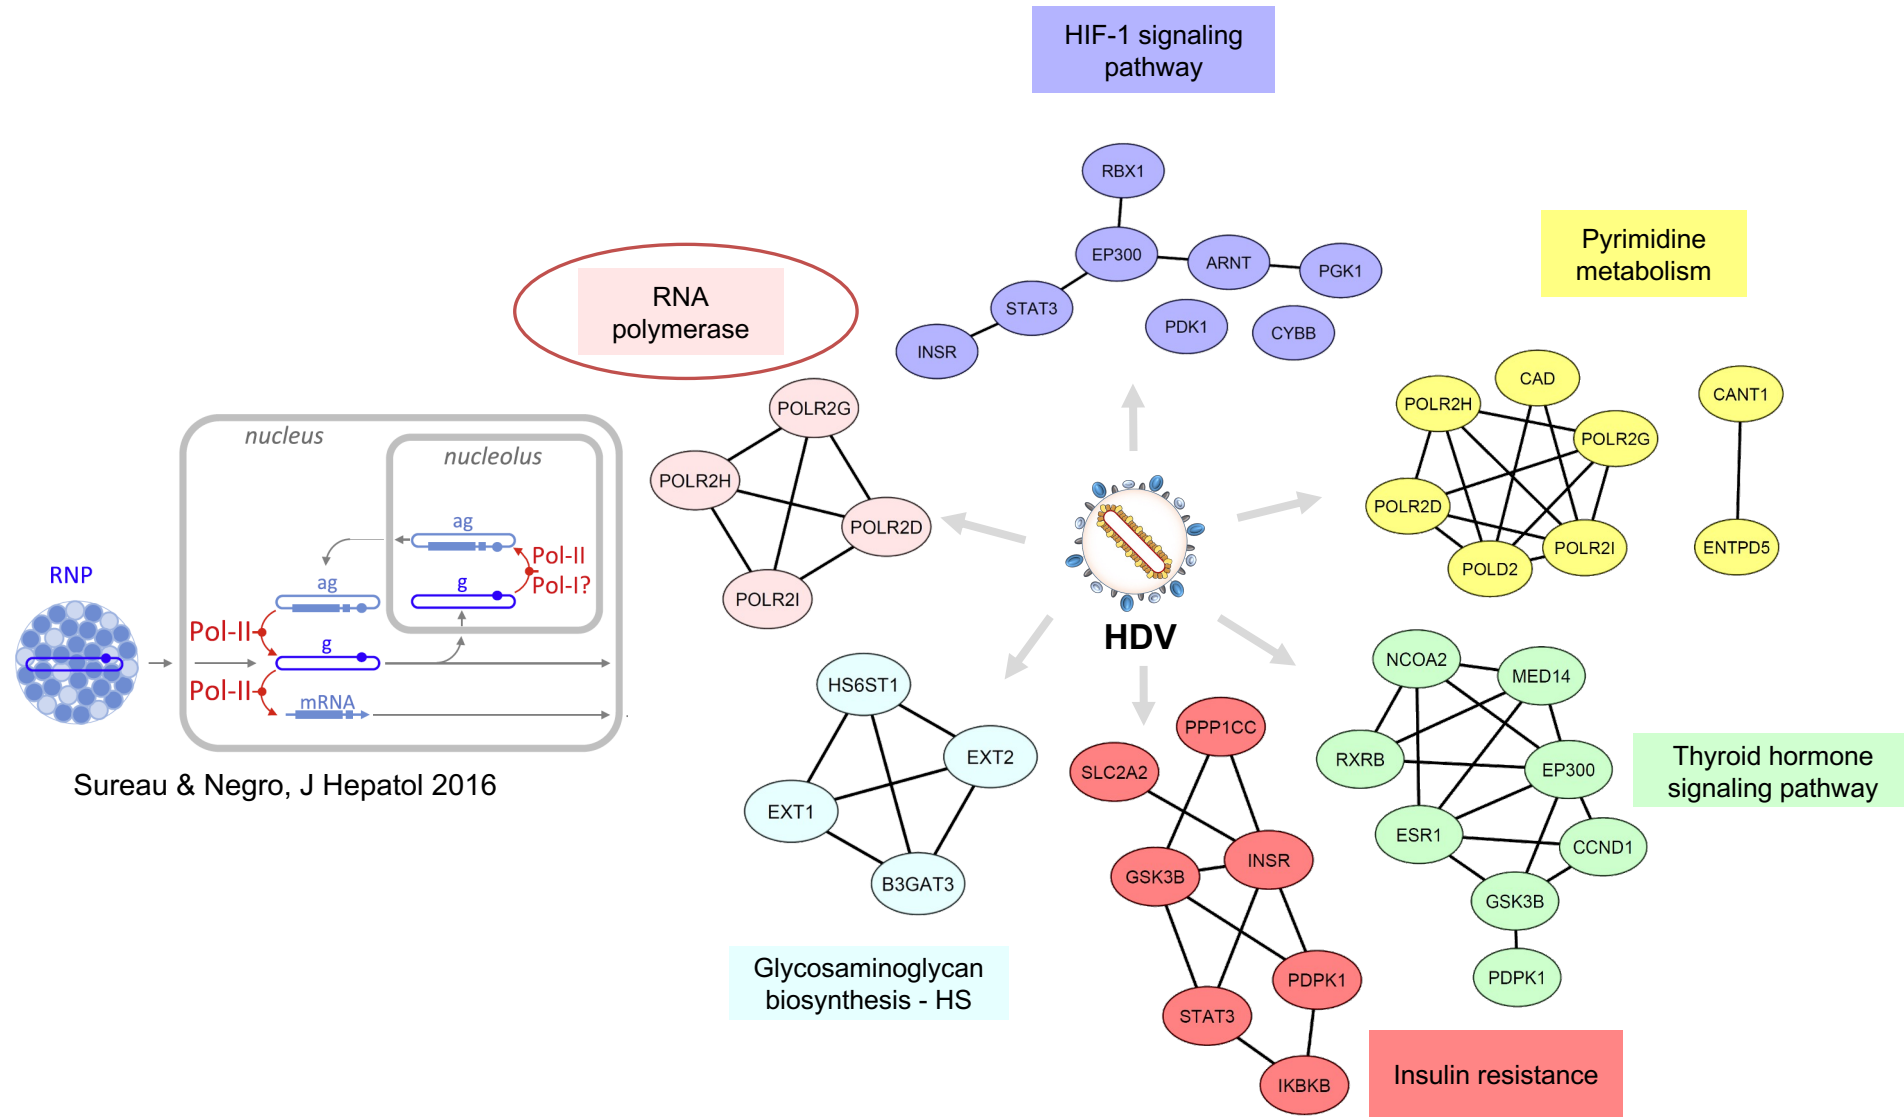 HIF-1 signaling
pathway
RBX1
EP300
ARNT
PGK1
STAT3
PDK1
CYBB
INSR
Pyrimidine
metabolism
CAD
POLR2H
POLR2G
POLR2D
POLR2I
POLD2
CANT1
ENTPD5
RNA
polymerase
POLR2G
POLR2H
POLR2D
POLR2I
nucleus
nucleolus
ag
Pol-II
Pol-I?
g
RNP
ag
Pol-II
g
Pol-II
mRNA
Sureau & Negro, J Hepatol 2016
HDV
HS6ST1
EXT2
EXT1
B3GAT3
Glycosaminoglycan
biosynthesis - HS
PPP1CC
SLC2A2
INSR
GSK3B
PDPK1
STAT3
IKBKB
Insulin resistance
NCOA2
MED14
RXRB
EP300
ESR1
CCND1
GSK3B
PDPK1
Thyroid hormone
signaling pathway